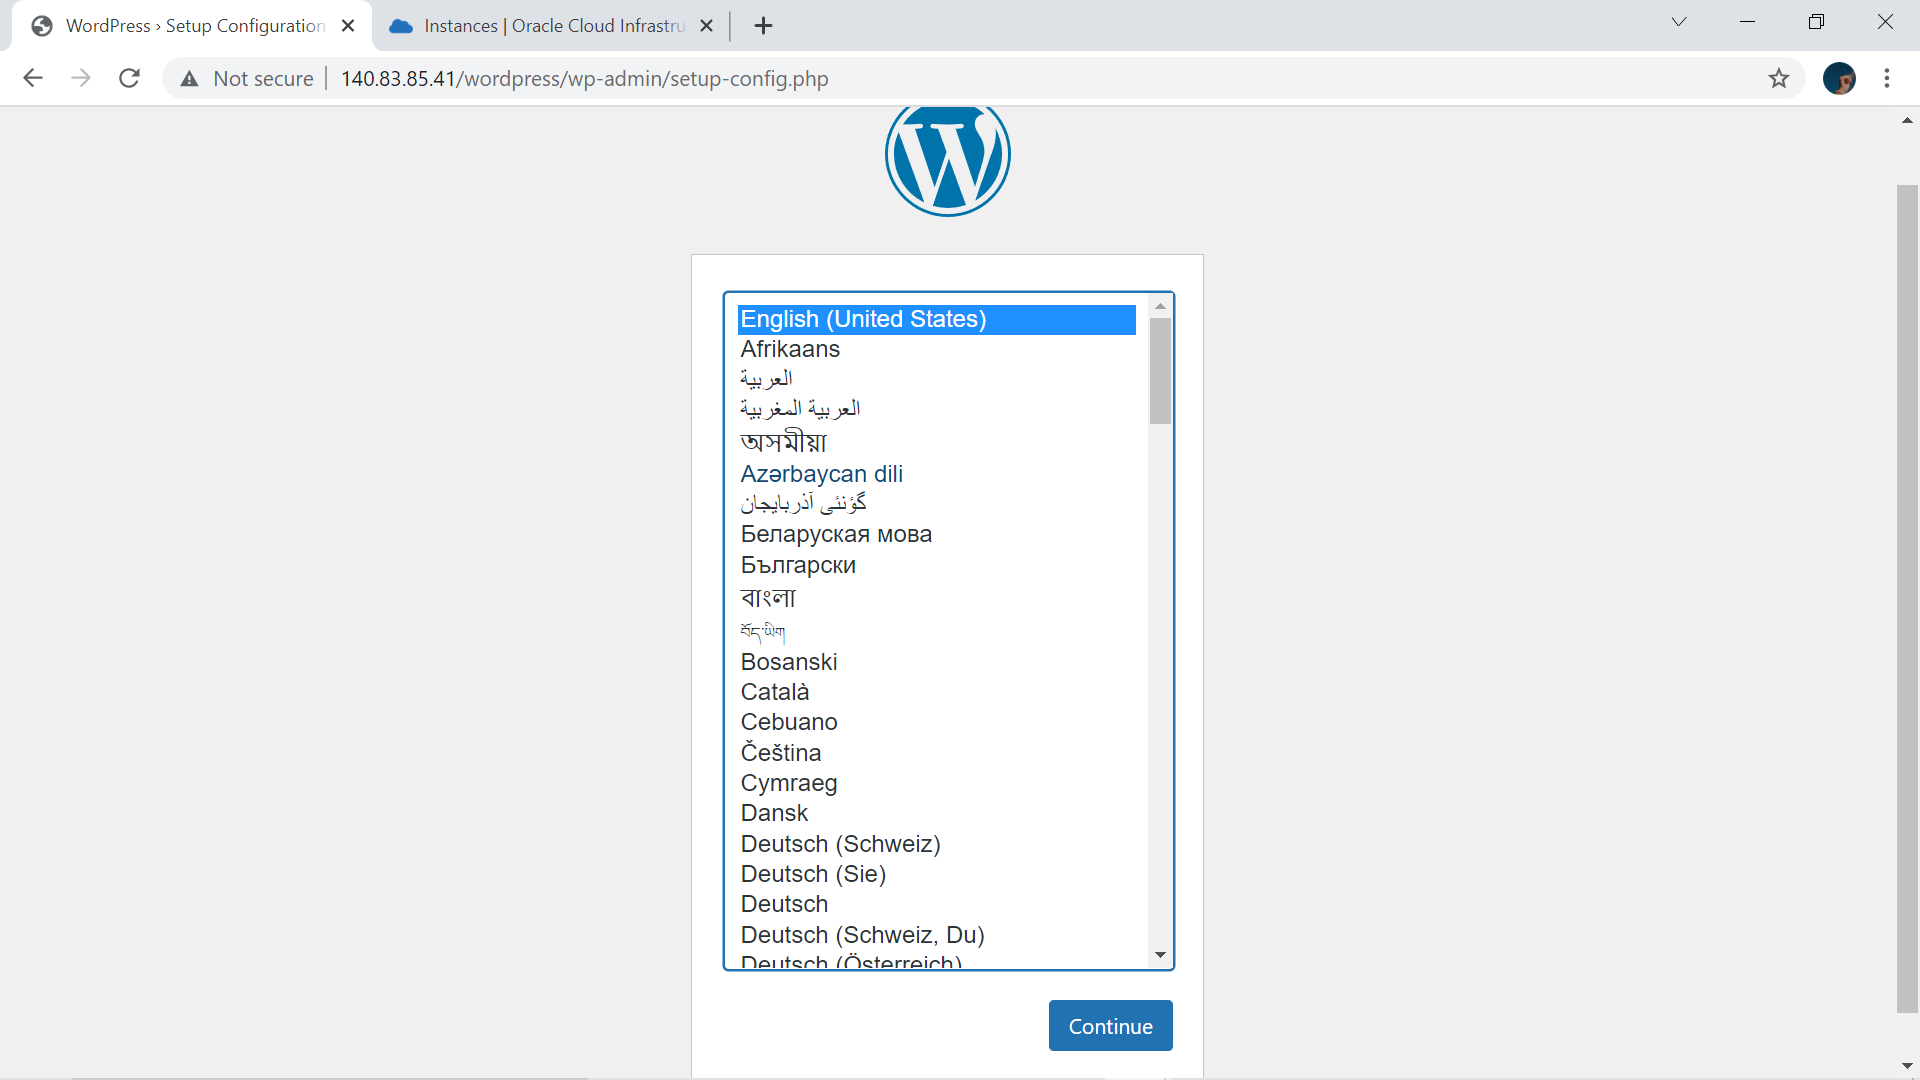 WordPress › Setup Configuration
Instances | Oracle Cloud Infrastru
Not secure
140.83.85.41/wordpress/wp-admin/setup-config.php
English (United States)
Afrikaans
العربية
العربية المغربية
অসমীয়া
Azərbaycan dili
گؤنئی آذربایجان
Беларуская мова
Български
বাংলা
བོད་ཡིག
Bosanski
Català
Cebuano
Čeština
Cymraeg
Dansk
Deutsch (Schweiz)
Deutsch (Sie)
Deutsch
Deutsch (Schweiz, Du)
Deutsch (Österreich)
Continue